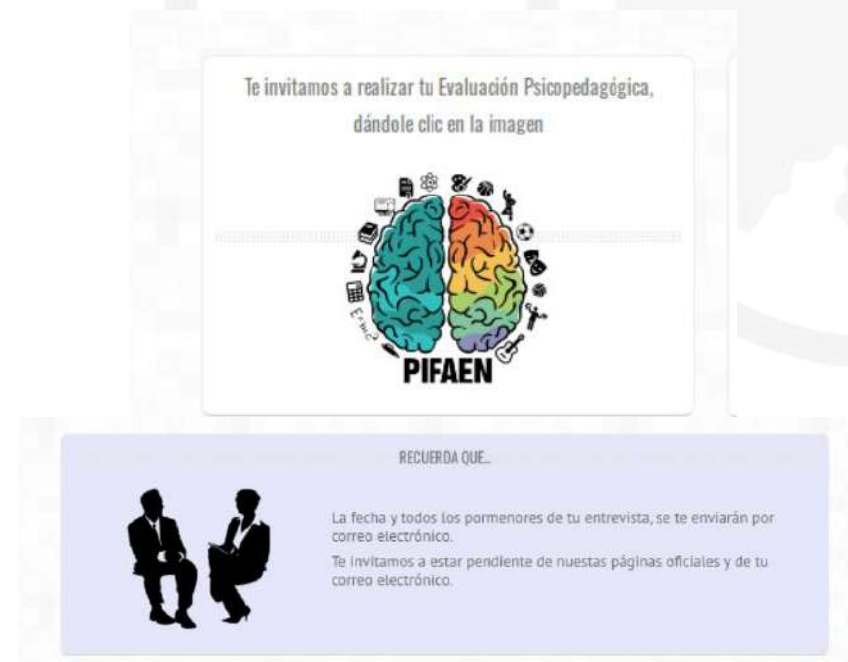 Te invitamos a realizar tu Evaluación Psicopedagógica,
dándole clic en la imagen
E=mc²
PIFAEN
RECUERDA QUE...
La fecha y todos los pormenores de tu entrevista, se te enviarán por
correo electrónico.
Te invitamos a estar pendiente de nuestas páginas oficiales y de tu
correo electrónico.